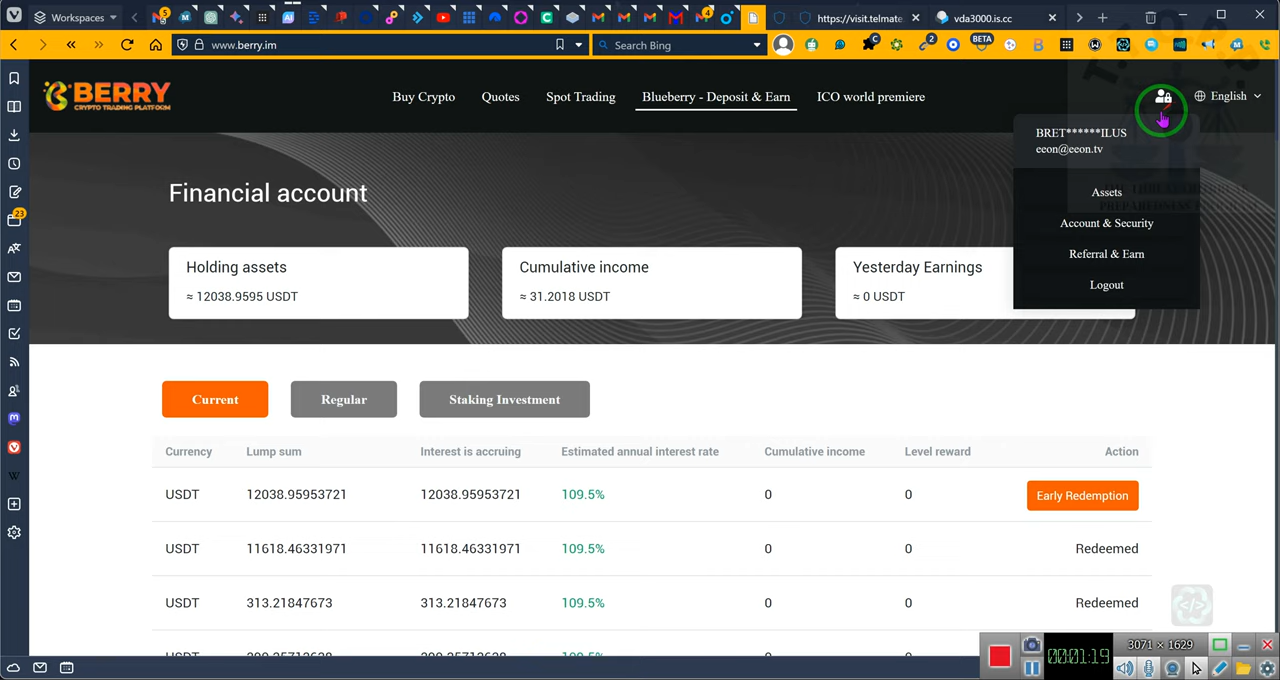 Workspaces
https://visit.telmate
vda3000.is.cc
www.berry.im
Search Bing
BETA
BERRY
CRYPTO TRADING PLATFORM
Buy Crypto
Quotes
Spot Trading
Blueberry - Deposit & Earn
ICO world premiere
English
BRET******ILUS
eeon@eeon.tv
Assets
Account & Security
Referral & Earn
Logout
Financial account
Holding assets
≈ 12038.9595 USDT
Cumulative income
≈ 31.2018 USDT
Yesterday Earnings
≈ 0 USDT
Current
Regular
Staking Investment
Currency Lump sum Interest is accruing Estimated annual interest rate Cumulative income Level reward Action
USDT 12038.95953721 12038.95953721 109.5% 0 0 Early Redemption
USDT 11618.46331971 11618.46331971 109.5% 0 0 Redeemed
USDT 313.21847673 313.21847673 109.5% 0 0 Redeemed
3071 × 1629
00:01:19